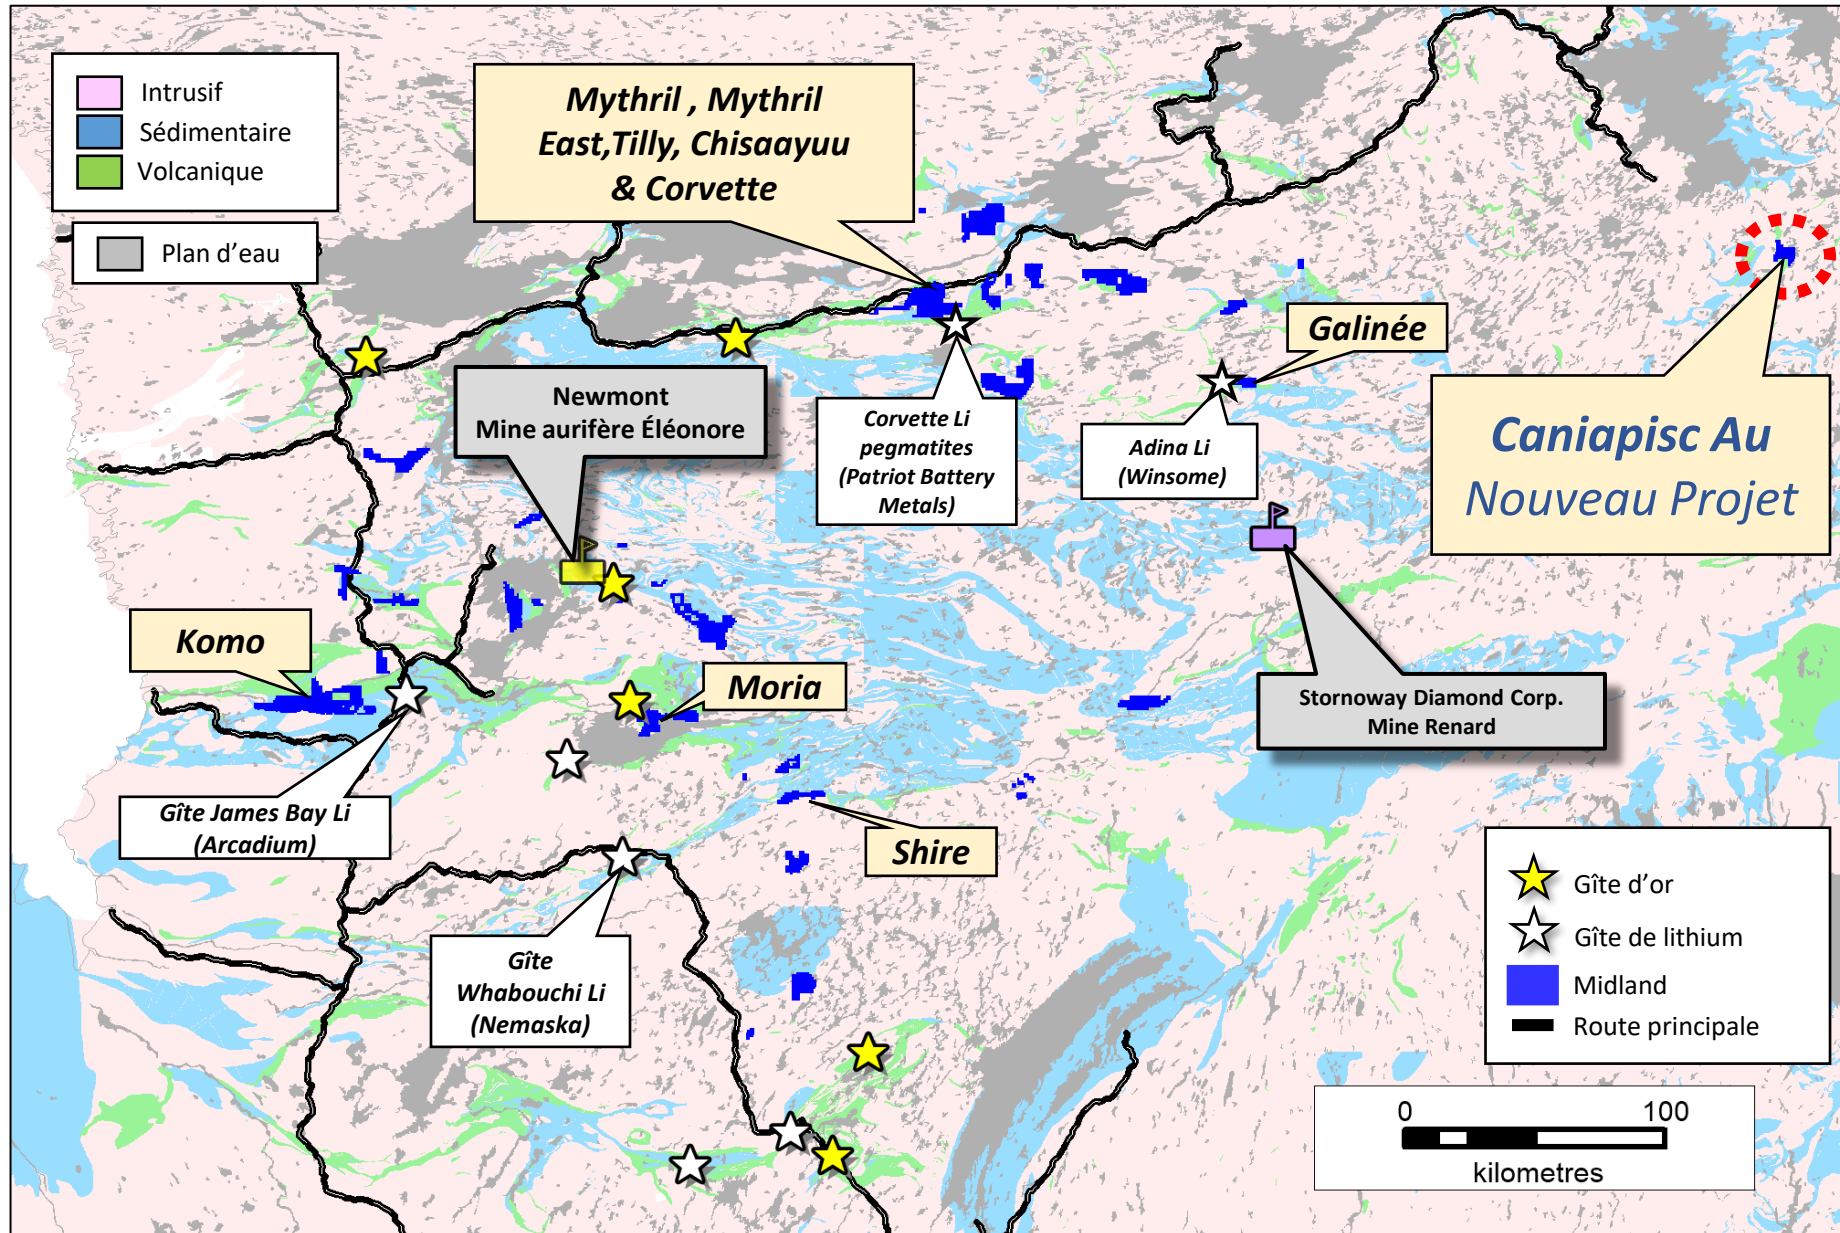 Intrusif
Sédimentaire
Volcanique
Plan d'eau
Mythril , Mythril
East,Tilly, Chisaayuu
& Corvette
Galinée
Caniapisc Au
Nouveau Projet
Newmont
Mine aurifère Éléonore
Corvette Li
pegmatites
(Patriot Battery
Metals)
Adina Li
(Winsome)
Komo
Moria
Stornoway Diamond Corp.
Mine Renard
Gîte James Bay Li
(Arcadium)
Shire
Gîte
Whabouchi Li
(Nemaska)
Gîte d'or
Gîte de lithium
Midland
Route principale
0 100
kilometres